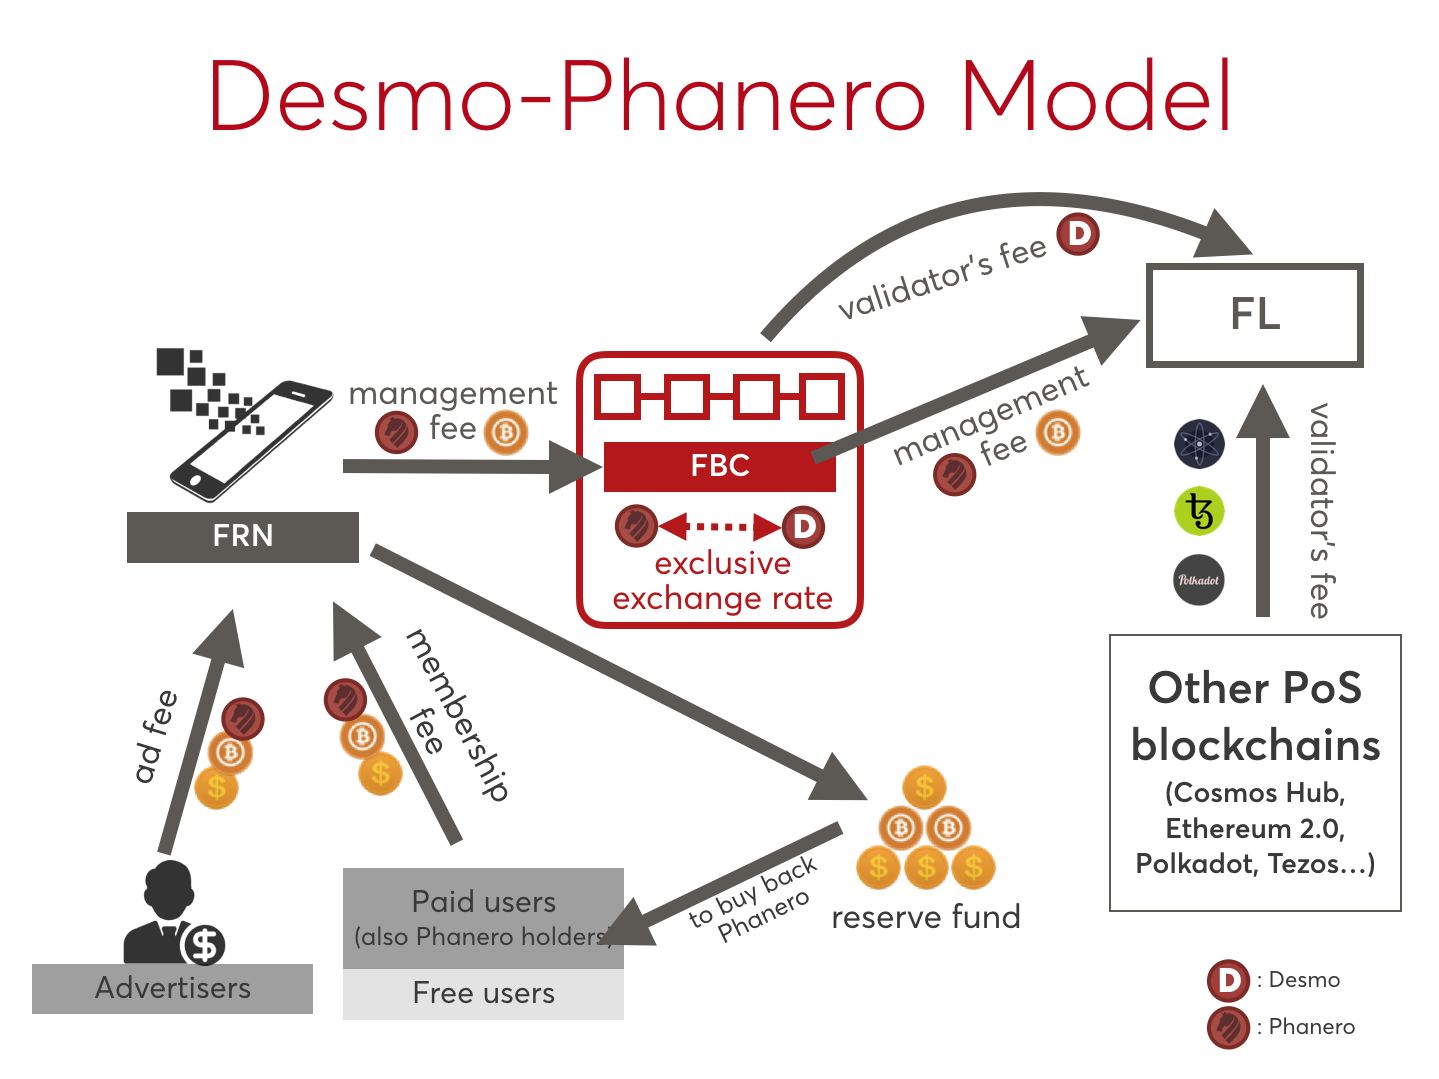 Desmo-Phanero Model
validator's fee
D
FL
management
fee
management
fee
FBC
D
exclusive
exchange rate
FRN
validator's fee
Polkadot
ad fee
membership
fee
$
$
Other PoS
blockchains
(Cosmos Hub,
Ethereum 2.0,
Polkadot, Tezos...)
$
$ $ $
reserve fund
to buy back
Phanero
$
Advertisers
Paid users
(also Phanero holders)
Free users
D : Desmo
: Phanero